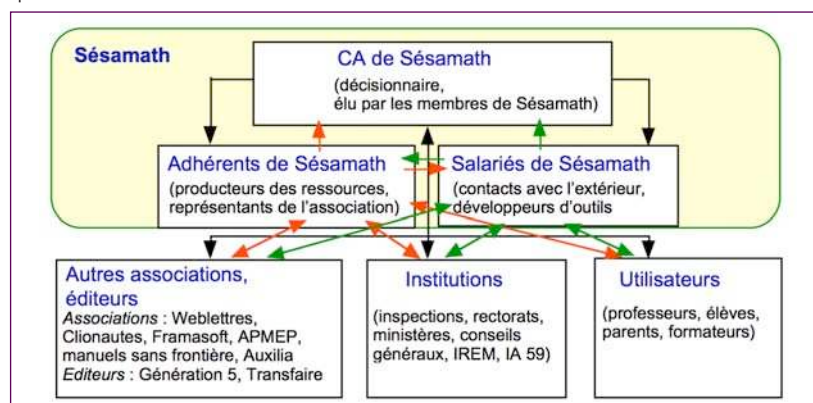 Sésamath
CA de Sésamath
(décisionnaire,
élu par les membres de Sésamath)
Adhérents de Sésamath
(producteurs des ressources,
représentants de l'association)
Salariés de Sésamath
(contacts avec l'extérieur,
développeurs d'outils
Autres associations,
éditeurs
Associations : Weblettres,
Clionautes, Framasoft, APMEP,
manuels sans frontière, Auxilia
Editeurs : Génération 5, Transfaire
Institutions
(inspections, rectorats,
ministères, conseils
généraux, IREM, IA 59)
Utilisateurs
(professeurs, élèves,
parents, formateurs)